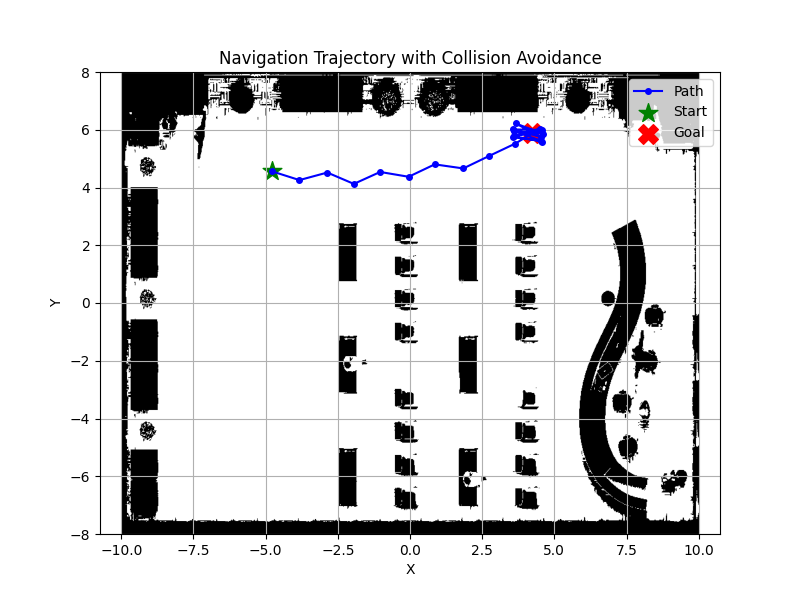 Navigation Trajectory with Collision Avoidance
Path
Start
Goal
8
6
4
2
0
−2
−4
−6
−8
Y
−10.0 −7.5 −5.0 −2.5 0.0 2.5 5.0 7.5 10.0
X